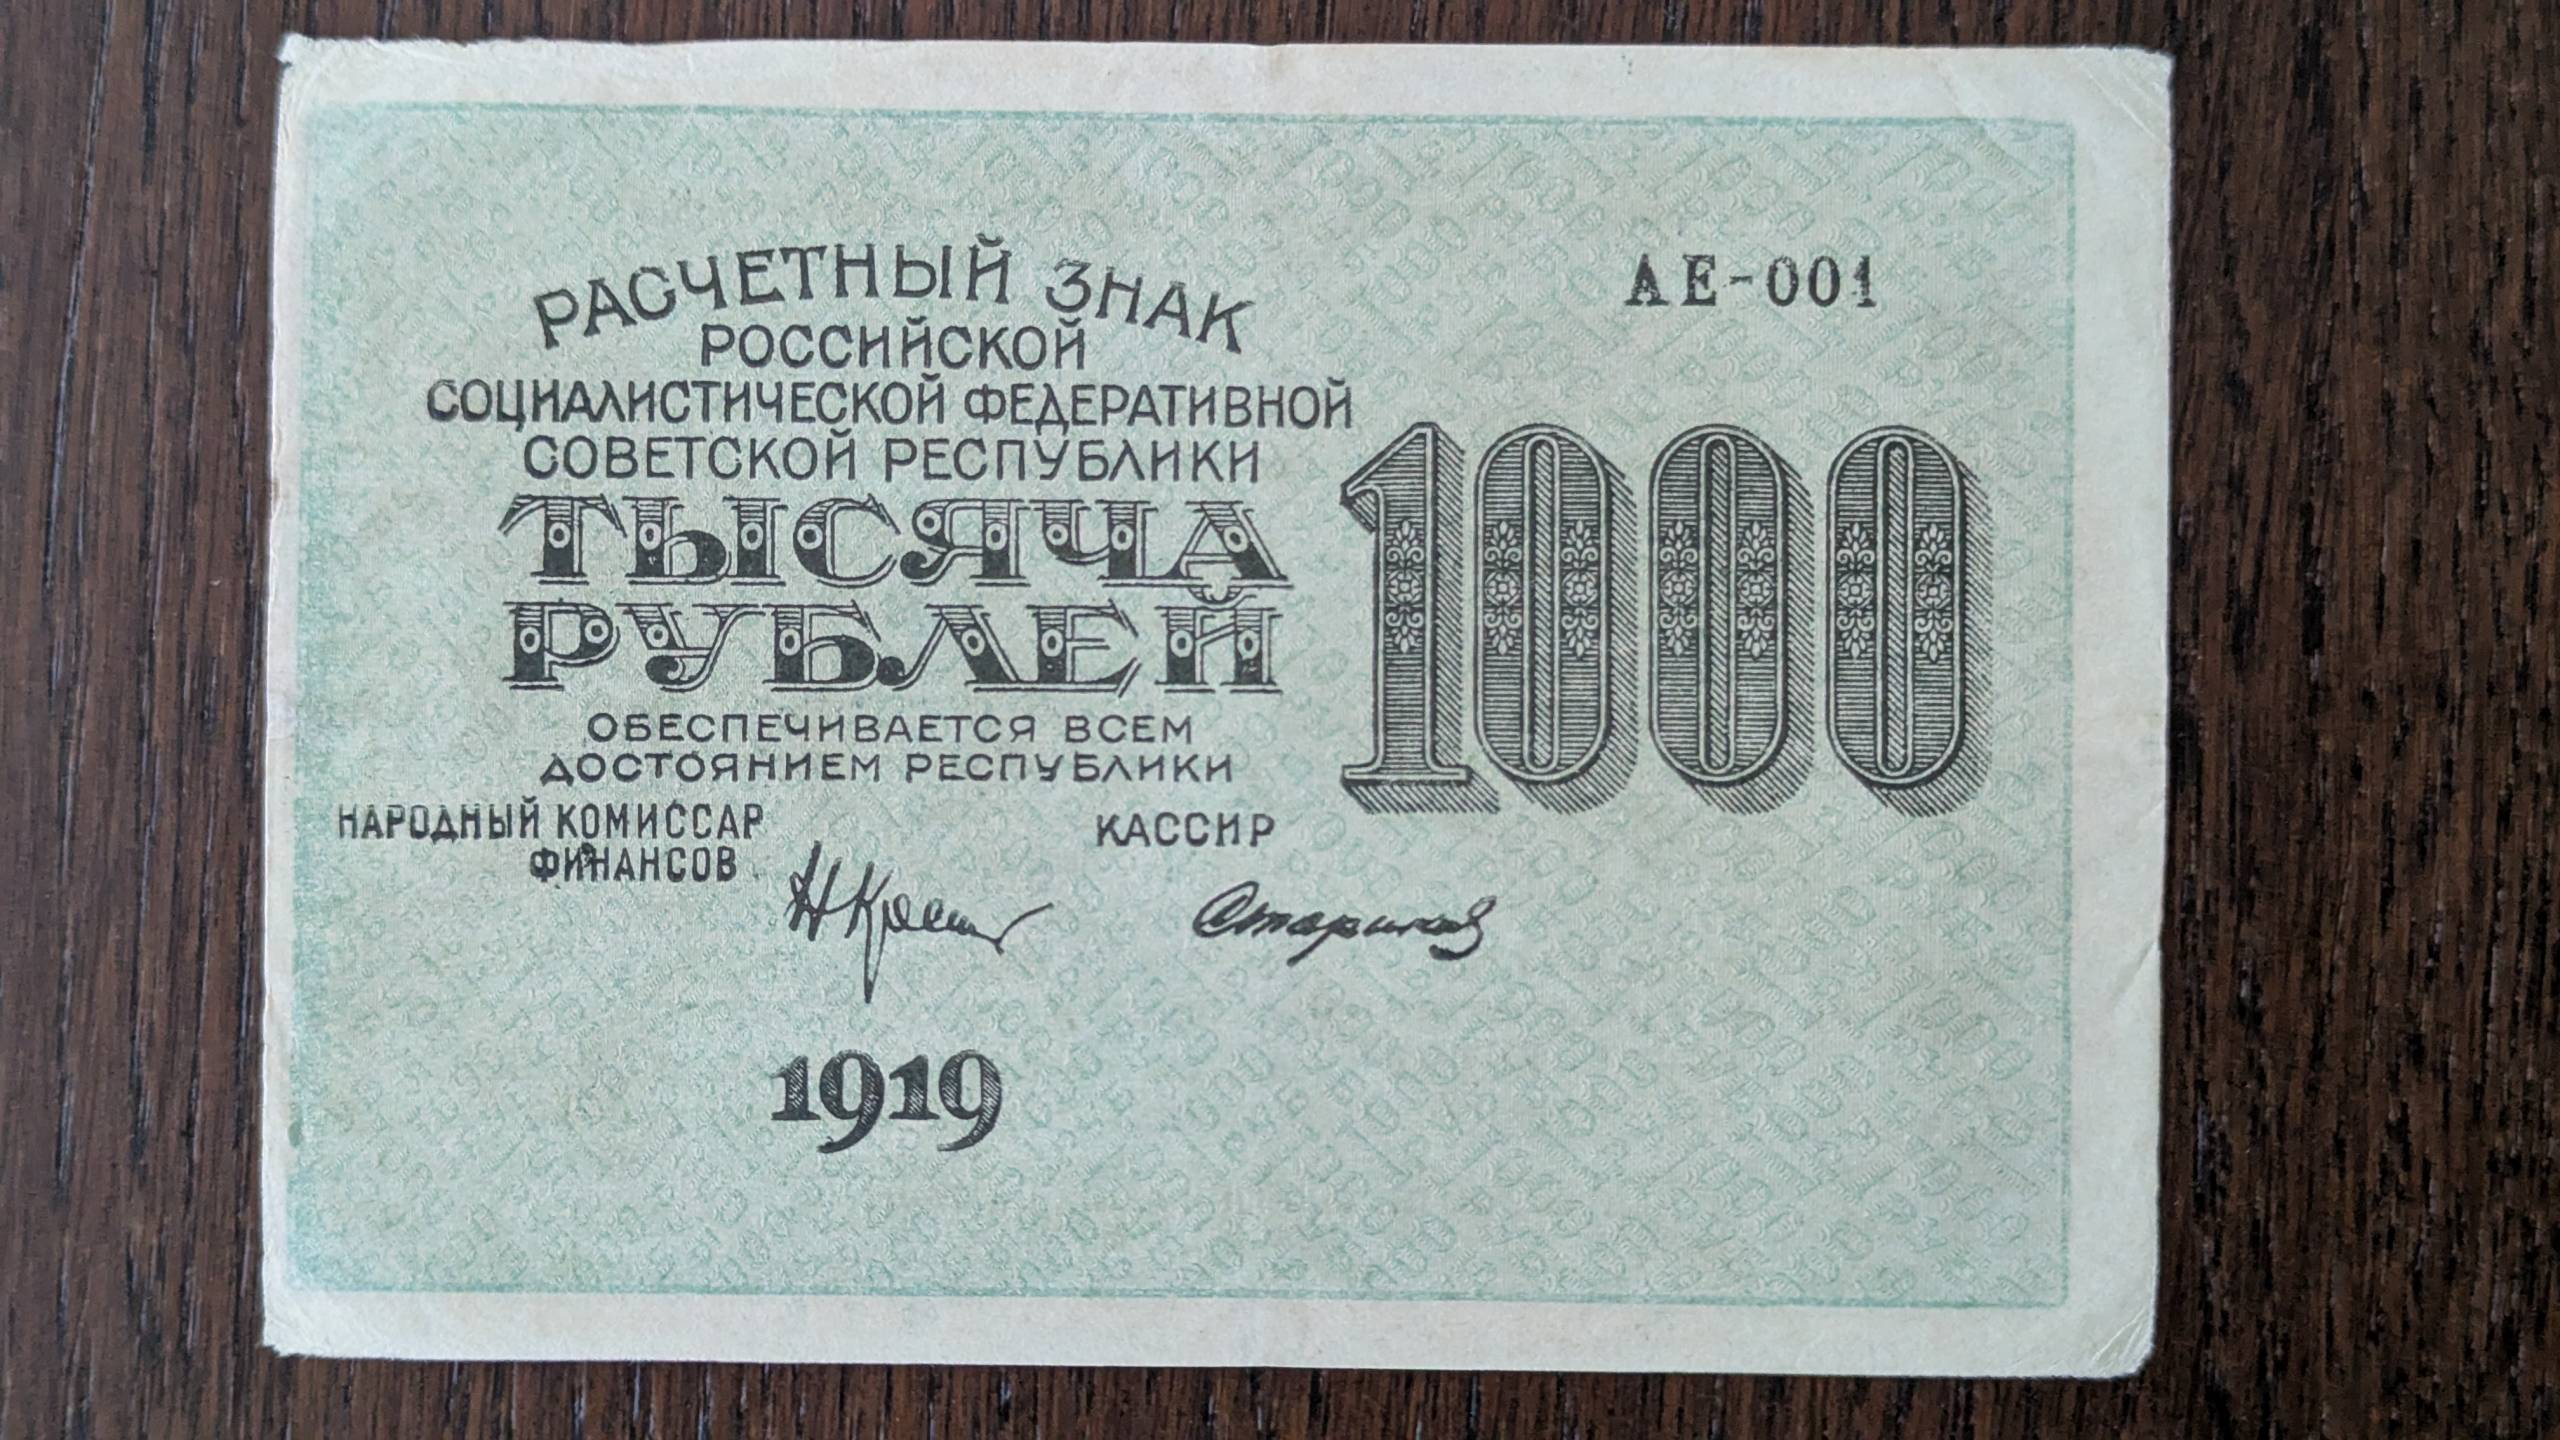 РАСЧЕТНЫЙ ЗНАК
РОССИЙСКОЙ
СОЦИАЛИСТИЧЕСКОЙ ФЕДЕРАТИВНОЙ
СОВЕТСКОЙ РЕСПУБЛИКИ
ТЫСЯЧА
РУБЛЕЙ
ОБЕСПЕЧИВАЕТСЯ ВСЕМ
ДОСТОЯНИЕМ РЕСПУБЛИКИ
АЕ-001
1000
НАРОДНЫЙ КОМИССАР
ФИНАНСОВ
КАССИР
1919